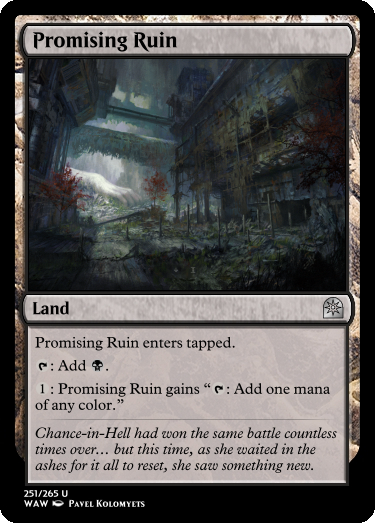 Promising Ruin
Land
Promising Ruin enters tapped.
: Add .
1 : Promising Ruin gains “ : Add one mana
of any color.”
Chance-in-Hell had won the same battle countless
times over... but this time, as she waited in the
ashes for it all to reset, she saw something new.
251/265 U
WAW Pavel Kolomyets